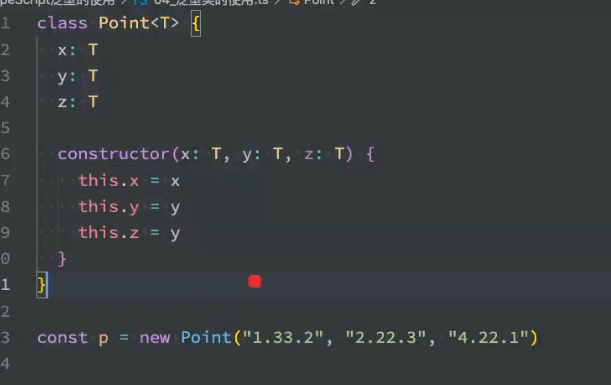 peScript泛型的使用 > TS 04_泛型类的使用.ts > Point > z
1 class Point<T> {
2 x: T
3 y: T
4 z: T
5
6 constructor(x: T, y: T, z: T) {
7 this.x = x
8 this.y = y
9 this.z = y
0 }
1 }
2
3 const p = new Point("1.33.2", "2.22.3", "4.22.1")
4